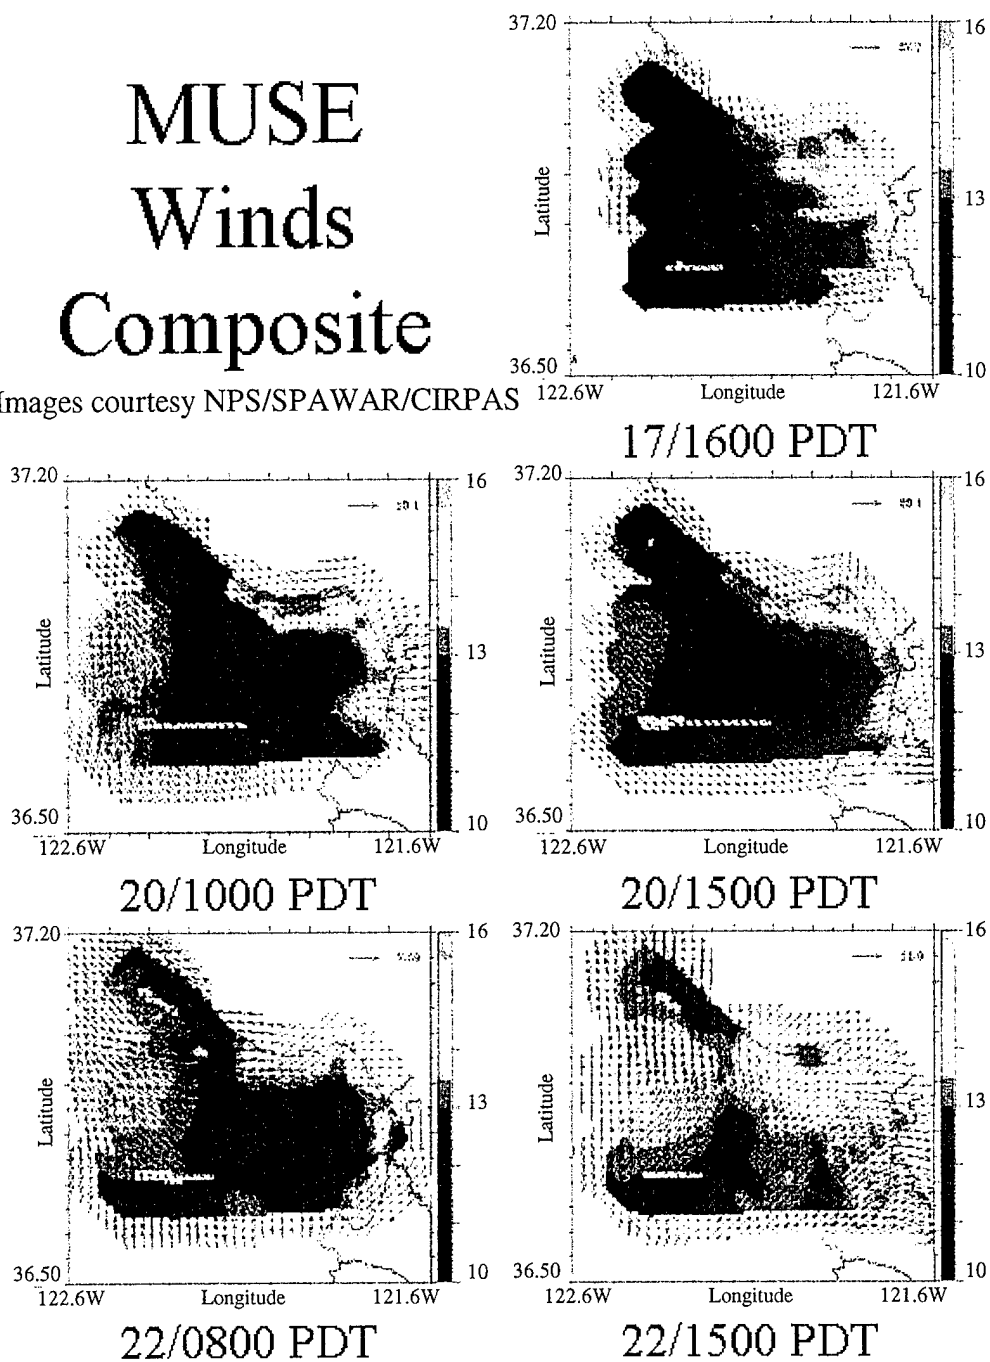 MUSE
Winds
Composite
Images courtesy NPS/SPAWAR/CIRPAS
37.20
16
Latitude
13
36.50
10
122.6W
Longitude
121.6W
17/1600 PDT
37.20
16
Latitude
13
36.50
10
122.6W
Longitude
121.6W
20/1000 PDT
37.20
16
Latitude
13
36.50
10
122.6W
Longitude
121.6W
20/1500 PDT
37.20
16
Latitude
13
36.50
10
122.6W
Longitude
121.6W
22/0800 PDT
37.20
16
Latitude
13
36.50
10
122.6W
Longitude
121.6W
22/1500 PDT